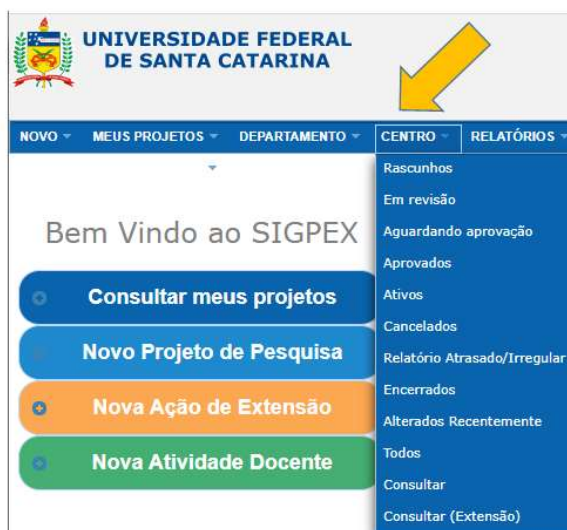 UNIVERSIDADE FEDERAL
DE SANTA CATARINA
NOVO MEUS PROJETOS DEPARTAMENTO CENTRO RELATÓRIOS
Bem Vindo ao SIGPEX
Consultar meus projetos
Novo Projeto de Pesquisa
Nova Ação de Extensão
Nova Atividade Docente
Rascunhos
Em revisão
Aguardando aprovação
Aprovados
Ativos
Cancelados
Relatório Atrasado/Irregular
Encerrados
Alterados Recentemente
Todos
Consultar
Consultar (Extensão)